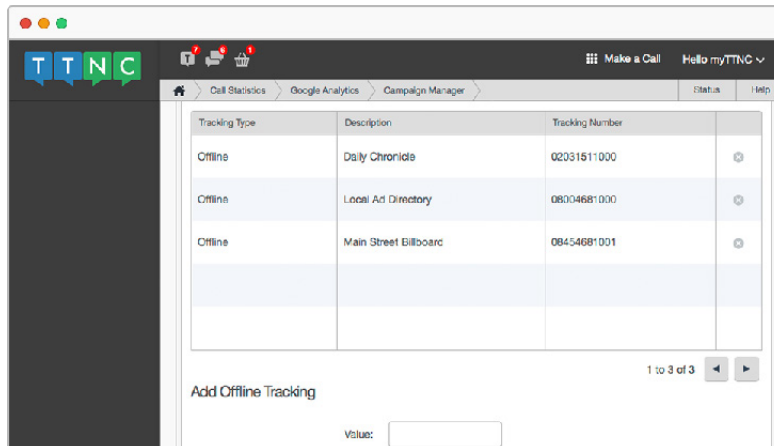 7 6 1
TTNC Make a Call Hello myTTNC
Call Statistics Google Analytics Campaign Manager Status Help
Tracking Type Description Tracking Number
Offline Daily Chronicle 02031511000
Offline Local Ad Directory 08004681000
Offline Main Street Billboard 08454681001
1 to 3 of 3
Add Offline Tracking
Value: